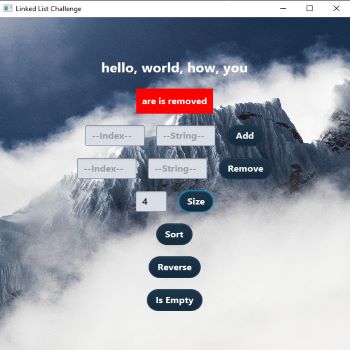 Linked List Challenge
hello, world, how, you
are is removed
--Index-- --String-- Add
--Index-- --String-- Remove
4 Size
Sort
Reverse
Is Empty